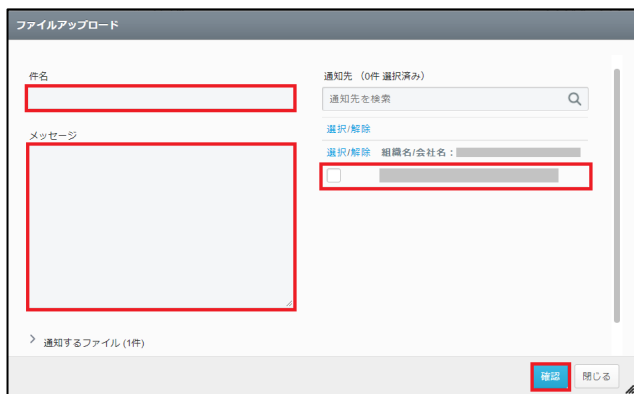 ファイルアップロード
件名
メッセージ
通知するファイル (1件)
通知先 (0件 選択済み)
通知先を検索
選択/解除
選択/解除 組織名/会社名：
確認
閉じる